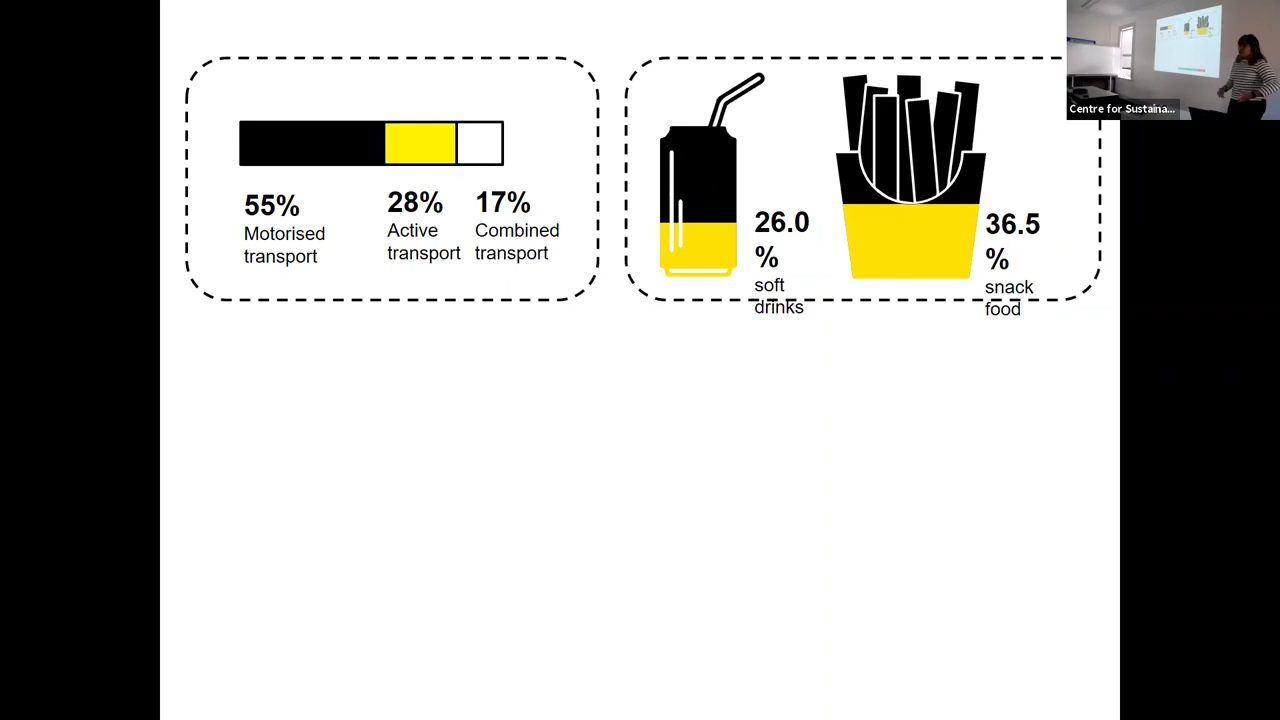 55%
Motorised
transport
28%
Active
transport
17%
Combined
transport
26.0
%
soft
drinks
36.5
%
snack
food
Centre for Sustaina...